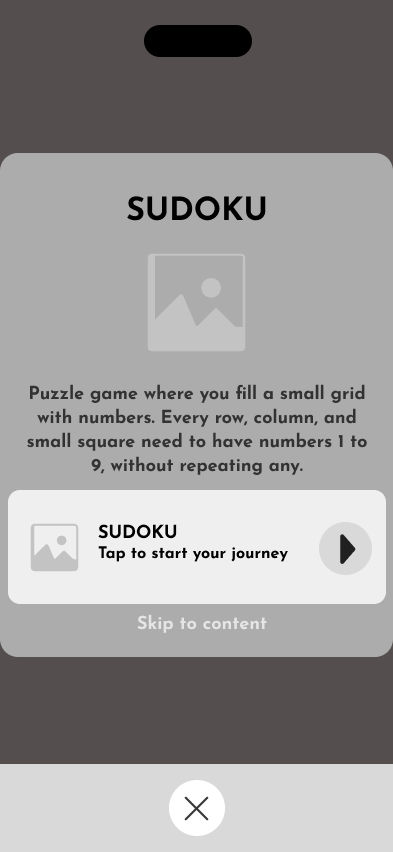 SUDOKU
Puzzle game where you fill a small grid
with numbers. Every row, column, and
small square need to have numbers 1 to
9, without repeating any.
SUDOKU
Tap to start your journey
Skip to content